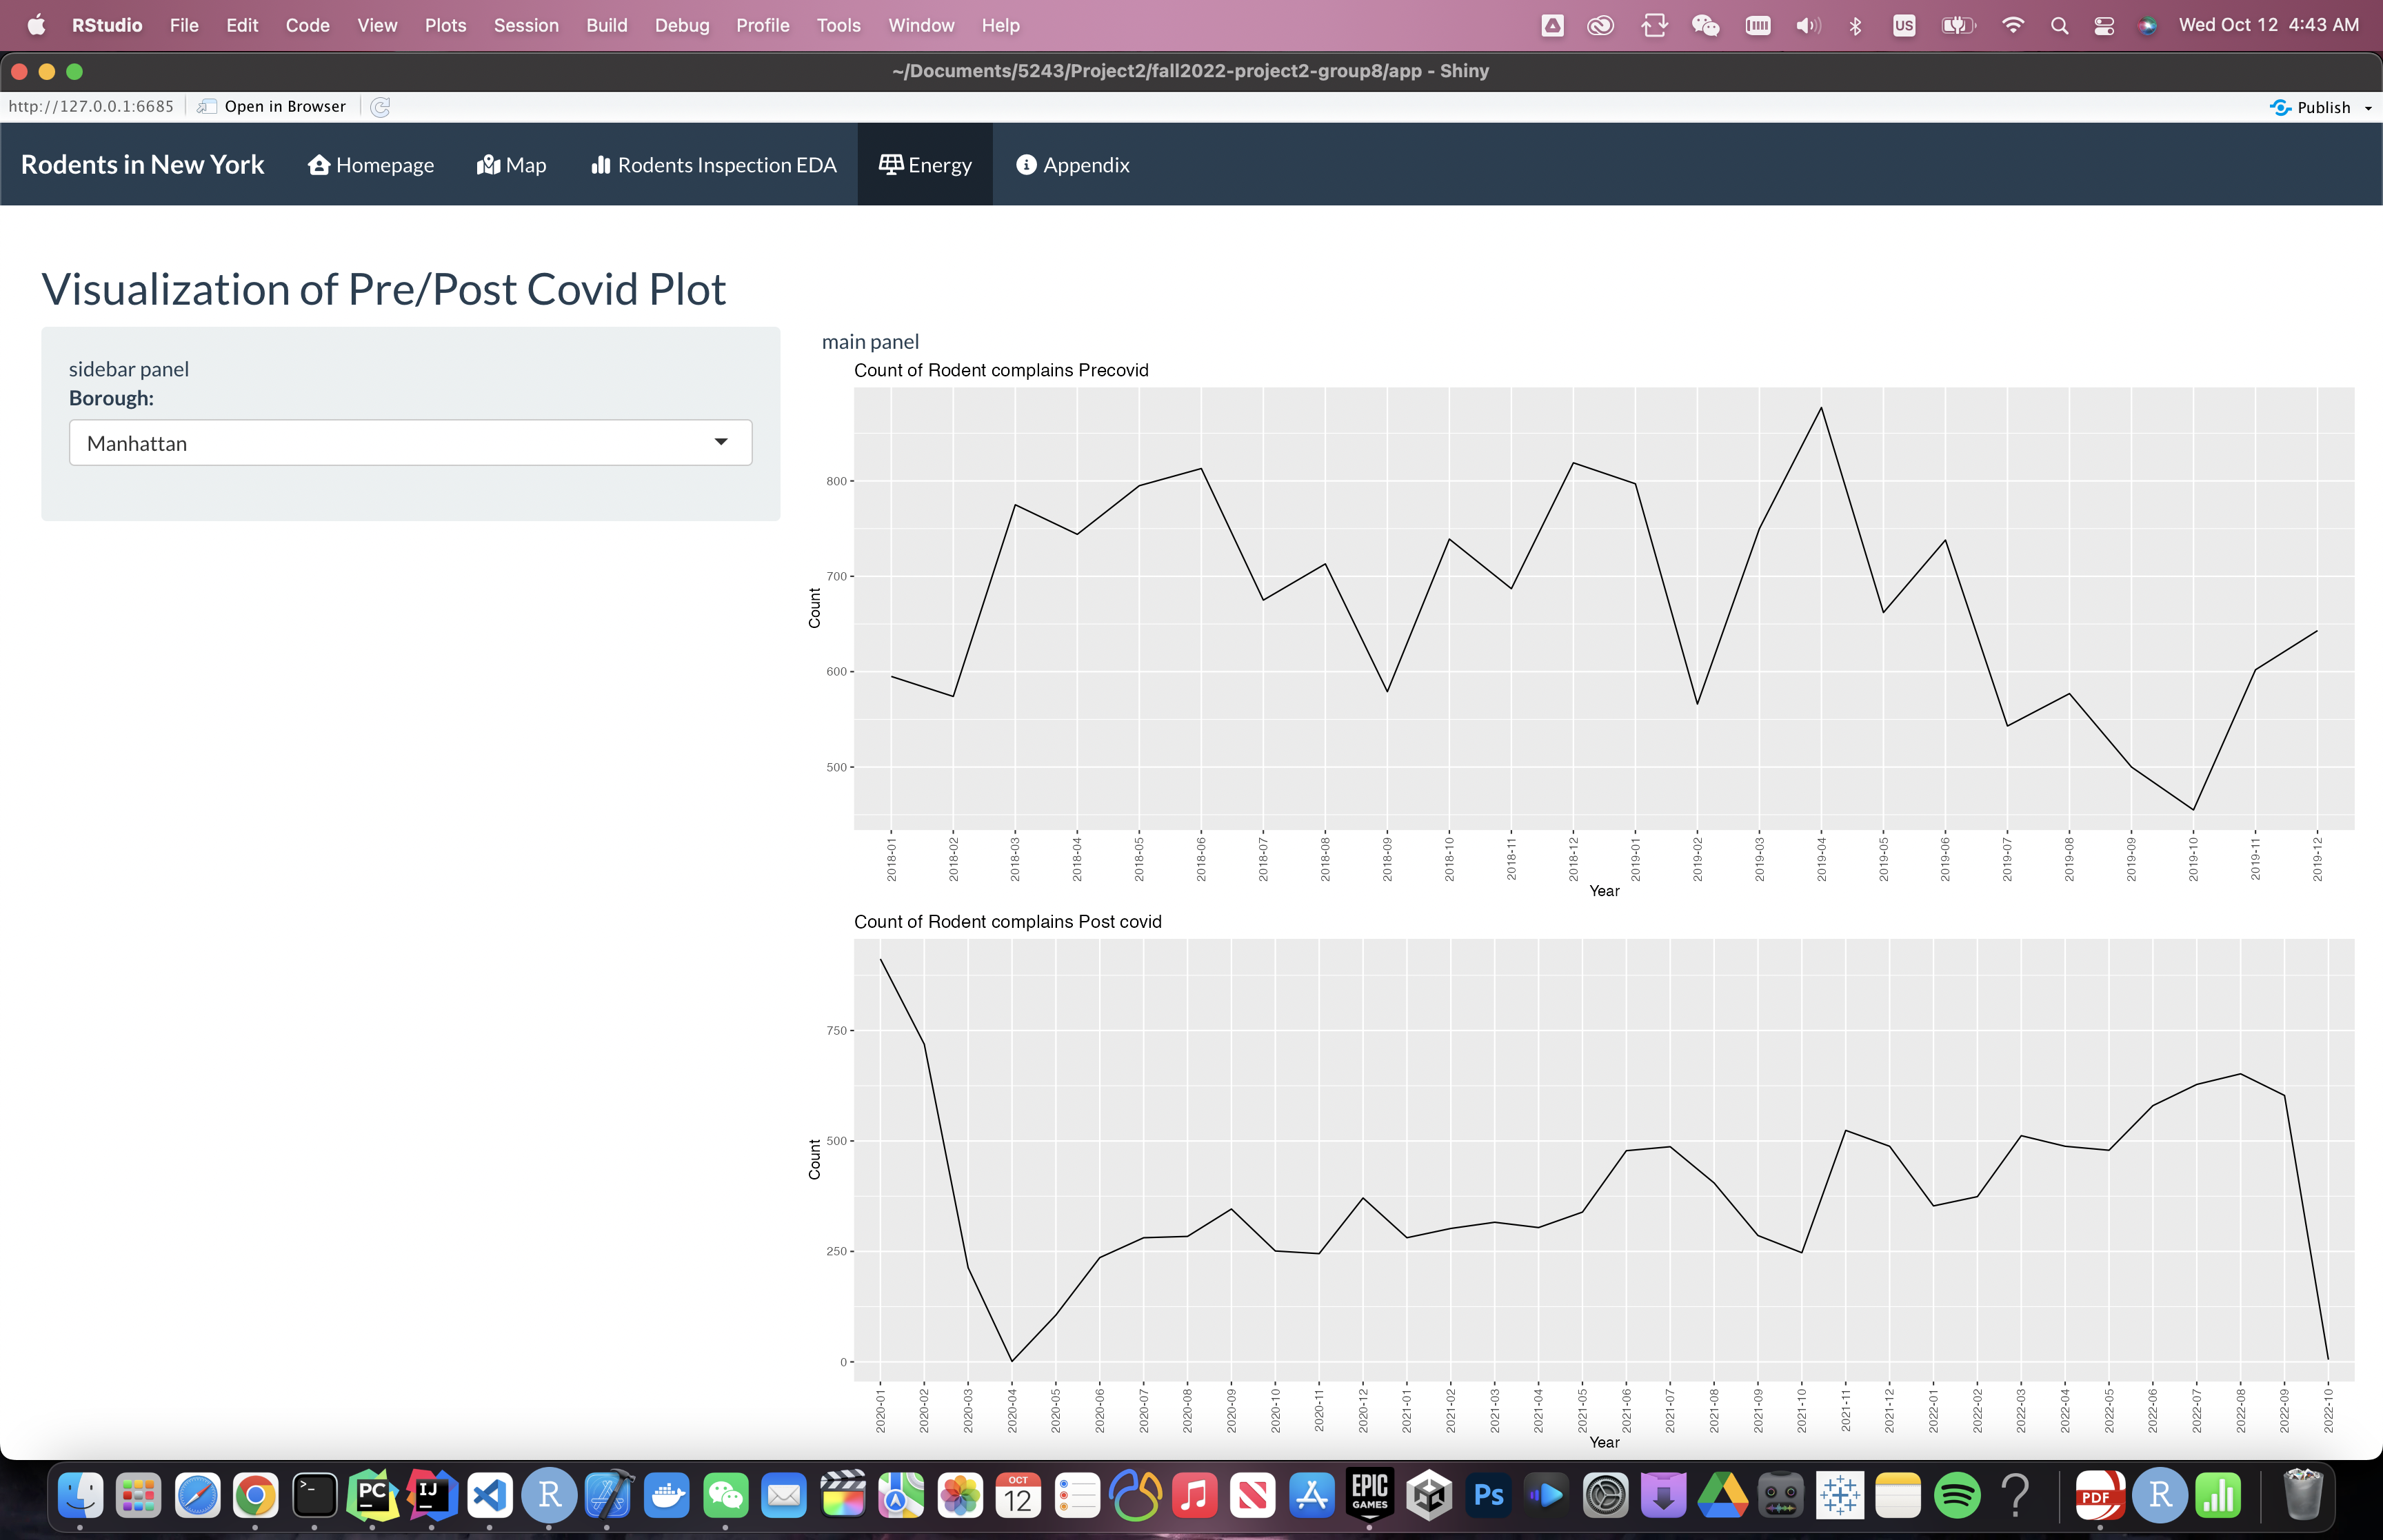 RStudio File Edit Code View Plots Session Build Debug Profile Tools Window Help US Wed Oct 12 4:43 AM
~/Documents/5243/Project2/fall2022-project2-group8/app - Shiny
http://127.0.0.1:6685 Open in Browser Publish
Rodents in New York Homepage Map Rodents Inspection EDA Energy Appendix
Visualization of Pre/Post Covid Plot
sidebar panel
Borough:
Manhattan
main panel
Count of Rodent complains Precovid
Count
800
700
600
500
2018-01 2018-02 2018-03 2018-04 2018-05 2018-06 2018-07 2018-08 2018-09 2018-10 2018-11 2018-12 2019-01 2019-02 2019-03 2019-04 2019-05 2019-06 2019-07 2019-08 2019-09 2019-10 2019-11 2019-12
Year
Count of Rodent complains Post covid
Count
750
500
250
0
2020-01 2020-02 2020-03 2020-04 2020-05 2020-06 2020-07 2020-08 2020-09 2020-10 2020-11 2020-12 2021-01 2021-02 2021-03 2021-04 2021-05 2021-06 2021-07 2021-08 2021-09 2021-10 2021-11 2021-12 2022-01 2022-02 2022-03 2022-04 2022-05 2022-06 2022-07 2022-08 2022-09 2022-10
Year
>_ PC IJ R OCT 12 EPIC GAMES Ps ? PDF R